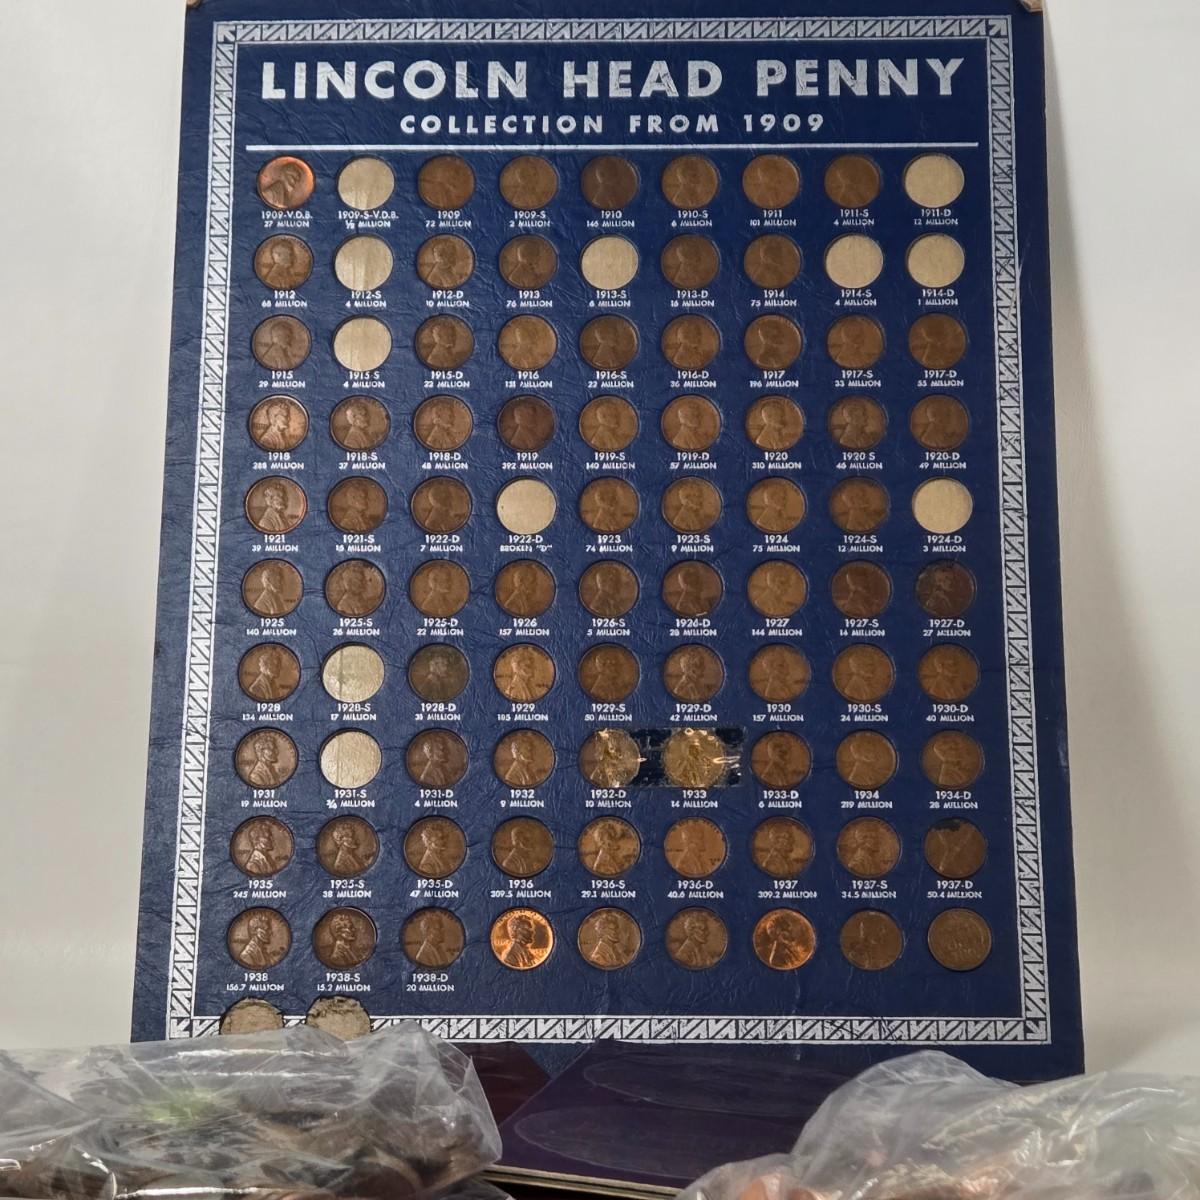 LINCOLN HEAD PENNY
COLLECTION FROM 1909
1909-V.D.B. 1909-S-V.D.B. 1909 1909-S 1910 1910-S 1911 1911-S 1911-D
27 MILLION ½ MILLION 72 MILLION 2 MILLION 146 MILLION 6 MILLION 101 MILLION 4 MILLION 12 MILLION
1912 1912-S 1912-D 1913 1913-S 1913-D 1914 1914-S 1914-D
68 MILLION 4 MILLION 10 MILLION 76 MILLION 6 MILLION 16 MILLION 75 MILLION 4 MILLION 1 MILLION
1915 1915-S 1915-D 1916 1916-S 1916-D 1917 1917-S 1917-D
29 MILLION 4 MILLION 22 MILLION 131 MILLION 22 MILLION 36 MILLION 196 MILLION 33 MILLION 55 MILLION
1918 1918-S 1918-D 1919 1919-S 1919-D 1920 1920 S 1920-D
288 MILLION 37 MILLION 48 MILLION 392 MILLION 140 MILLION 57 MILLION 310 MILLION 46 MILLION 49 MILLION
1921 1921-S 1922-D 1922-D 1923 1923-S 1924 1924-S 1924-D
39 MILLION 15 MILLION 7 MILLION BROKEN "D" 74 MILLION 9 MILLION 75 MILLION 12 MILLION 3 MILLION
1925 1925-S 1925-D 1926 1926-S 1926-D 1927 1927-S 1927-D
140 MILLION 26 MILLION 22 MILLION 157 MILLION 5 MILLION 28 MILLION 144 MILLION 14 MILLION 27 MILLION
1928 1928-S 1928-D 1929 1929-S 1929-D 1930 1930-S 1930-D
134 MILLION 17 MILLION 31 MILLION 185 MILLION 50 MILLION 42 MILLION 157 MILLION 24 MILLION 40 MILLION
1931 1931-S 1931-D 1932 1932-D 1933 1933-D 1934 1934-D
19 MILLION ¾ MILLION 4 MILLION 9 MILLION 10 MILLION 14 MILLION 6 MILLION 219 MILLION 28 MILLION
1935 1935-S 1935-D 1936 1936-S 1936-D 1937 1937-S 1937-D
245 MILLION 38 MILLION 47 MILLION 309.5 MILLION 29.1 MILLION 40.6 MILLION 309.2 MILLION 34.5 MILLION 50.4 MILLION
1938 1938-S 1938-D
156.7 MILLION 15.2 MILLION 20 MILLION